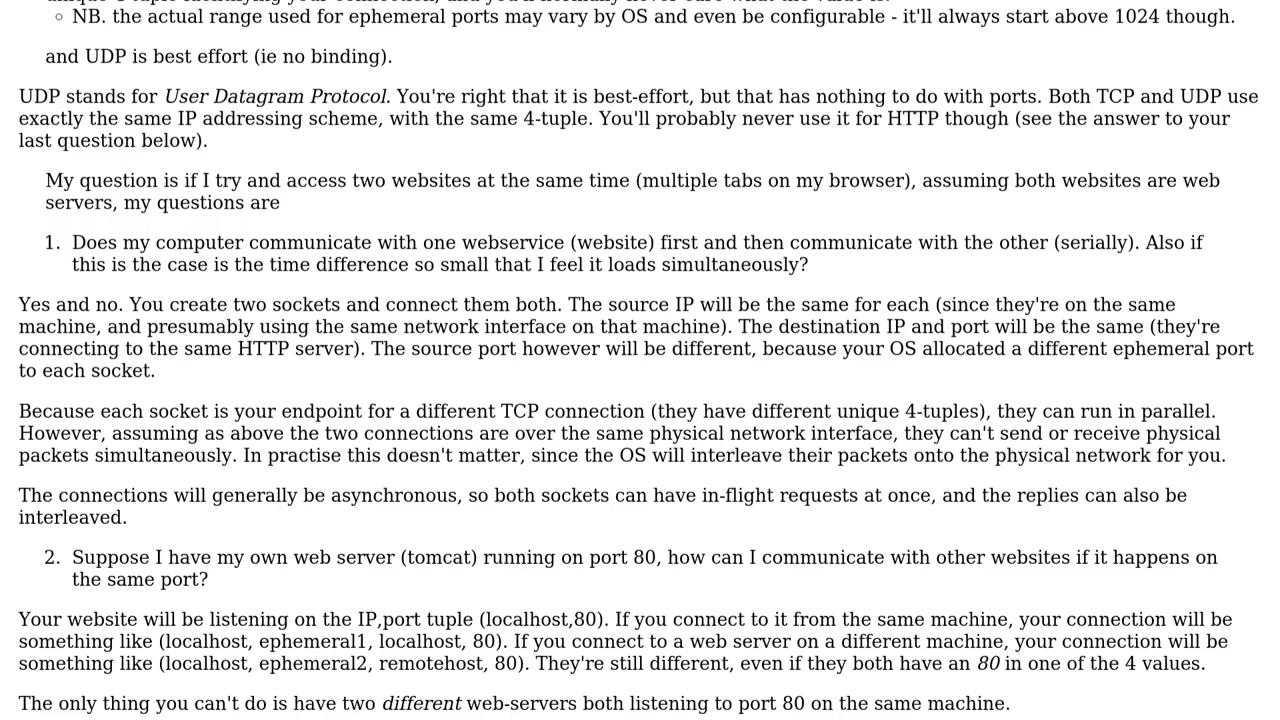 NB. the actual range used for ephemeral ports may vary by OS and even be configurable - it'll always start above 1024 though.
and UDP is best effort (ie no binding).
UDP stands for User Datagram Protocol. You're right that it is best-effort, but that has nothing to do with ports. Both TCP and UDP use
exactly the same IP addressing scheme, with the same 4-tuple. You'll probably never use it for HTTP though (see the answer to your
last question below).
My question is if I try and access two websites at the same time (multiple tabs on my browser), assuming both websites are web
servers, my questions are
1. Does my computer communicate with one webservice (website) first and then communicate with the other (serially). Also if
this is the case is the time difference so small that I feel it loads simultaneously?
Yes and no. You create two sockets and connect them both. The source IP will be the same for each (since they're on the same
machine, and presumably using the same network interface on that machine). The destination IP and port will be the same (they're
connecting to the same HTTP server). The source port however will be different, because your OS allocated a different ephemeral port
to each socket.
Because each socket is your endpoint for a different TCP connection (they have different unique 4-tuples), they can run in parallel.
However, assuming as above the two connections are over the same physical network interface, they can't send or receive physical
packets simultaneously. In practise this doesn't matter, since the OS will interleave their packets onto the physical network for you.
The connections will generally be asynchronous, so both sockets can have in-flight requests at once, and the replies can also be
interleaved.
2. Suppose I have my own web server (tomcat) running on port 80, how can I communicate with other websites if it happens on
the same port?
Your website will be listening on the IP,port tuple (localhost,80). If you connect to it from the same machine, your connection will be
something like (localhost, ephemeral1, localhost, 80). If you connect to a web server on a different machine, your connection will be
something like (localhost, ephemeral2, remotehost, 80). They're still different, even if they both have an 80 in one of the 4 values.
The only thing you can't do is have two different web-servers both listening to port 80 on the same machine.